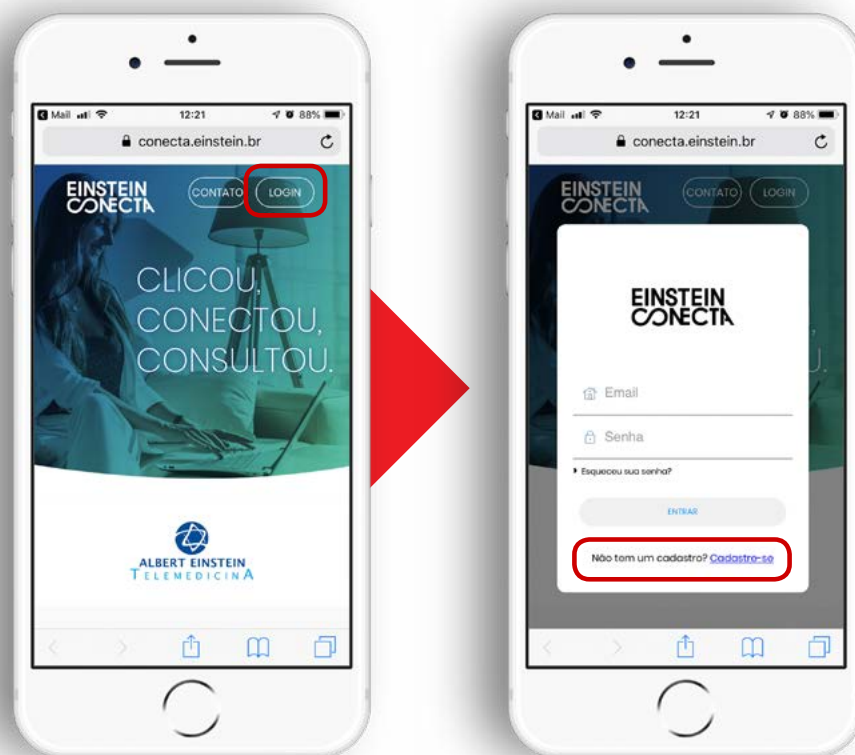 Mail 12:21 88%
conecta.einstein.br
EINSTEIN
CONECTA
CONTATO LOGIN
CLICOU,
CONECTOU,
CONSULTOU.
ALBERT EINSTEIN
TELEMEDICINA
Mail 12:21 88%
conecta.einstein.br
EINSTEIN
CONECTA
CONTATO LOGIN
EINSTEIN
CONECTA
Email
Senha
Esqueceu sua senha?
ENTRAR
Não tem um cadastro? Cadastre-se